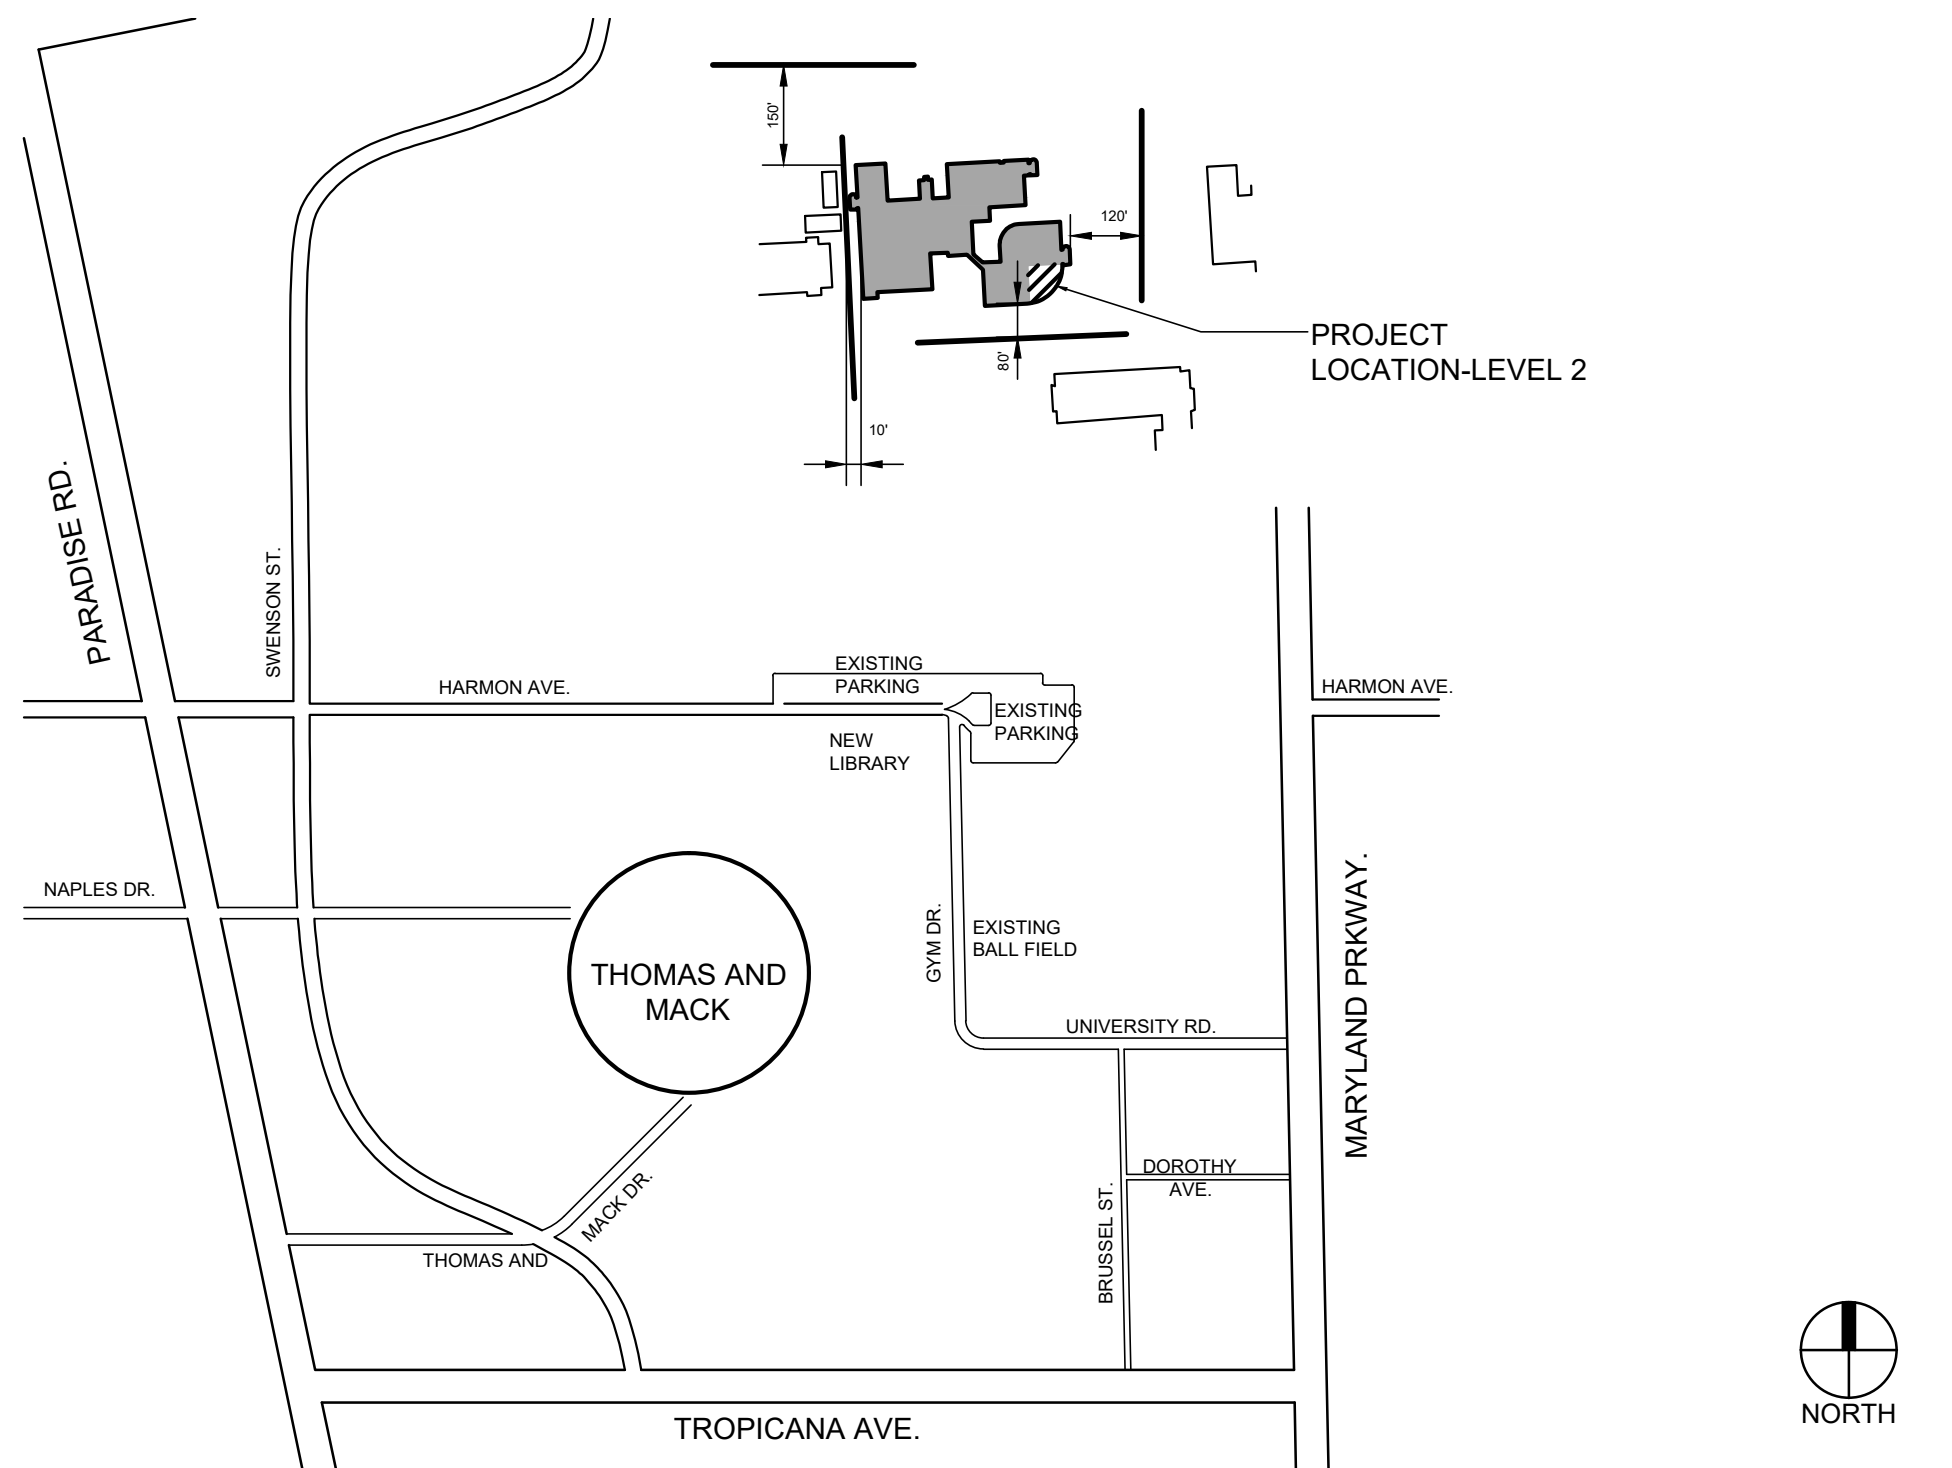 150'
120'
PROJECT
LOCATION-LEVEL 2
80'
10'
PARADISE RD.
SWENSON ST.
HARMON AVE.
EXISTING
PARKING
HARMON AVE.
EXISTING
PARKING
NEW
LIBRARY
NAPLES DR.
THOMAS AND
MACK
GYM DR.
EXISTING
BALL FIELD
MARYLAND PRKWAY.
UNIVERSITY RD.
DOROTHY
AVE.
MACK DR.
THOMAS AND
BRUSSEL ST.
TROPICANA AVE.
NORTH